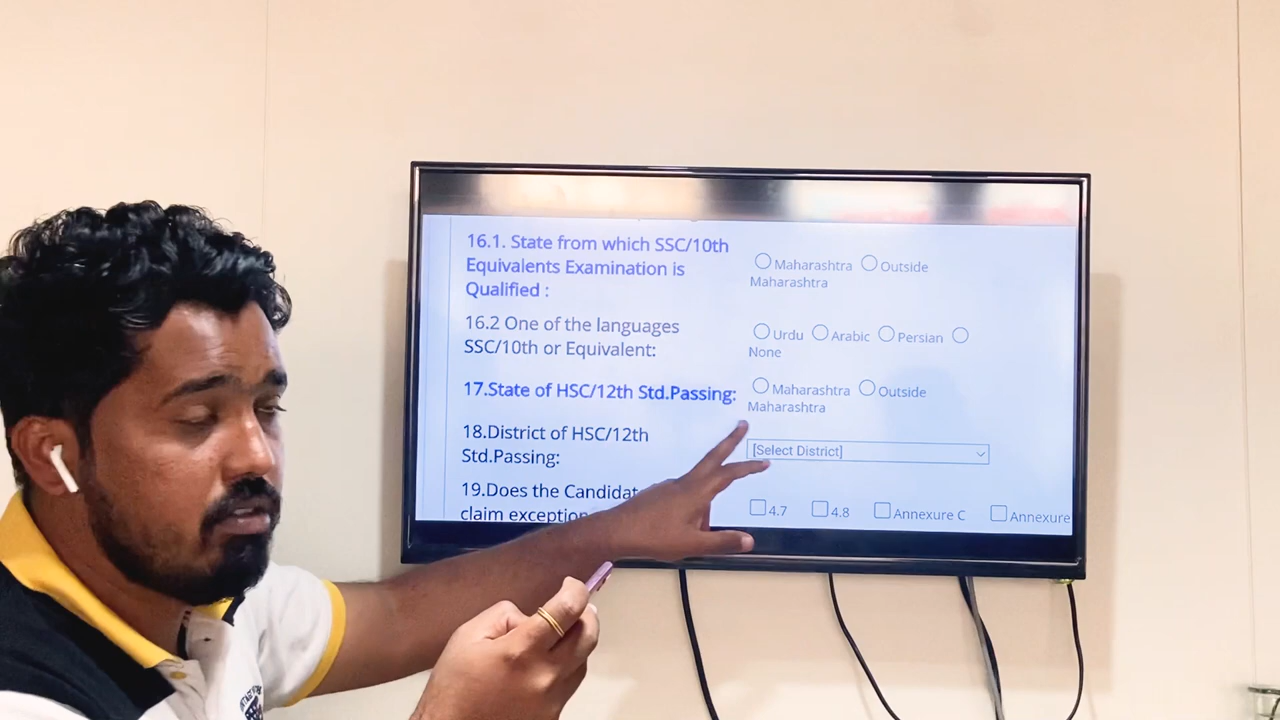 16.1. State from which SSC/10th
Equivalents Examination is
Qualified :
Maharashtra Outside
Maharashtra
16.2 One of the languages
SSC/10th or Equivalent:
Urdu Arabic Persian
None
17.State of HSC/12th Std.Passing:
Maharashtra Outside
Maharashtra
18.District of HSC/12th
Std.Passing:
[Select District]
19.Does the Candidat
claim exception
4.7 4.8 Annexure C Annexure